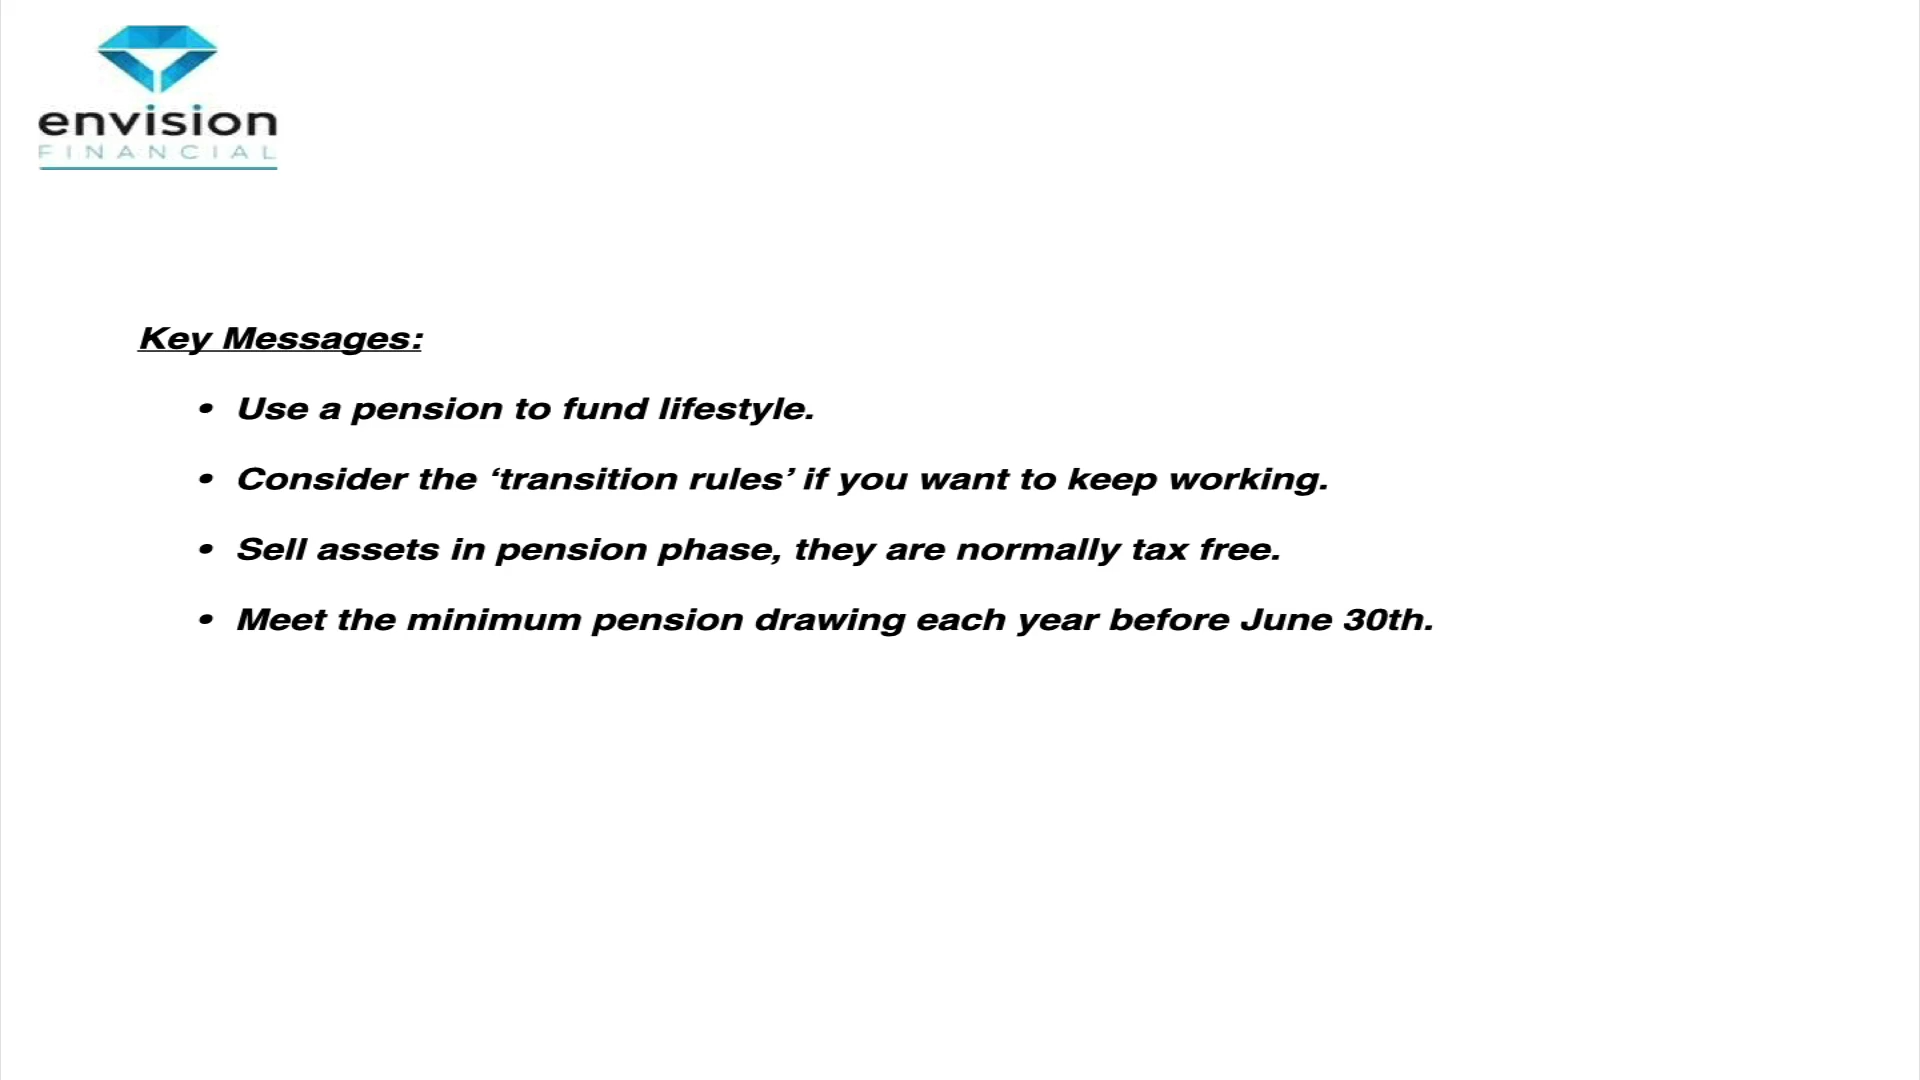 envision
FINANCIAL
Key Messages:
• Use a pension to fund lifestyle.
• Consider the ‘transition rules’ if you want to keep working.
• Sell assets in pension phase, they are normally tax free.
• Meet the minimum pension drawing each year before June 30th.